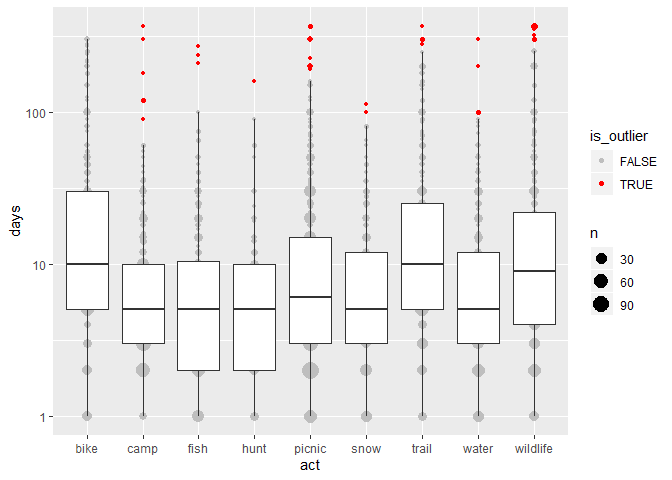 days
100
10
1
bike camp fish hunt picnic snow trail water wildlife
act
is_outlier
FALSE
TRUE
n
30
60
90